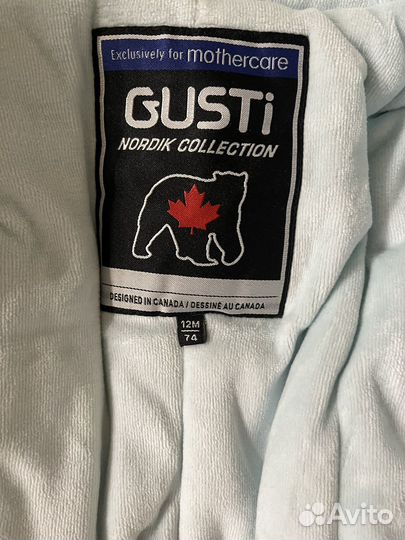 Exclusively for mothercare
GUSTi
NORDIK COLLECTION
DESIGNED IN CANADA / DESSINÉ AU CANADA
12M
74
Avito